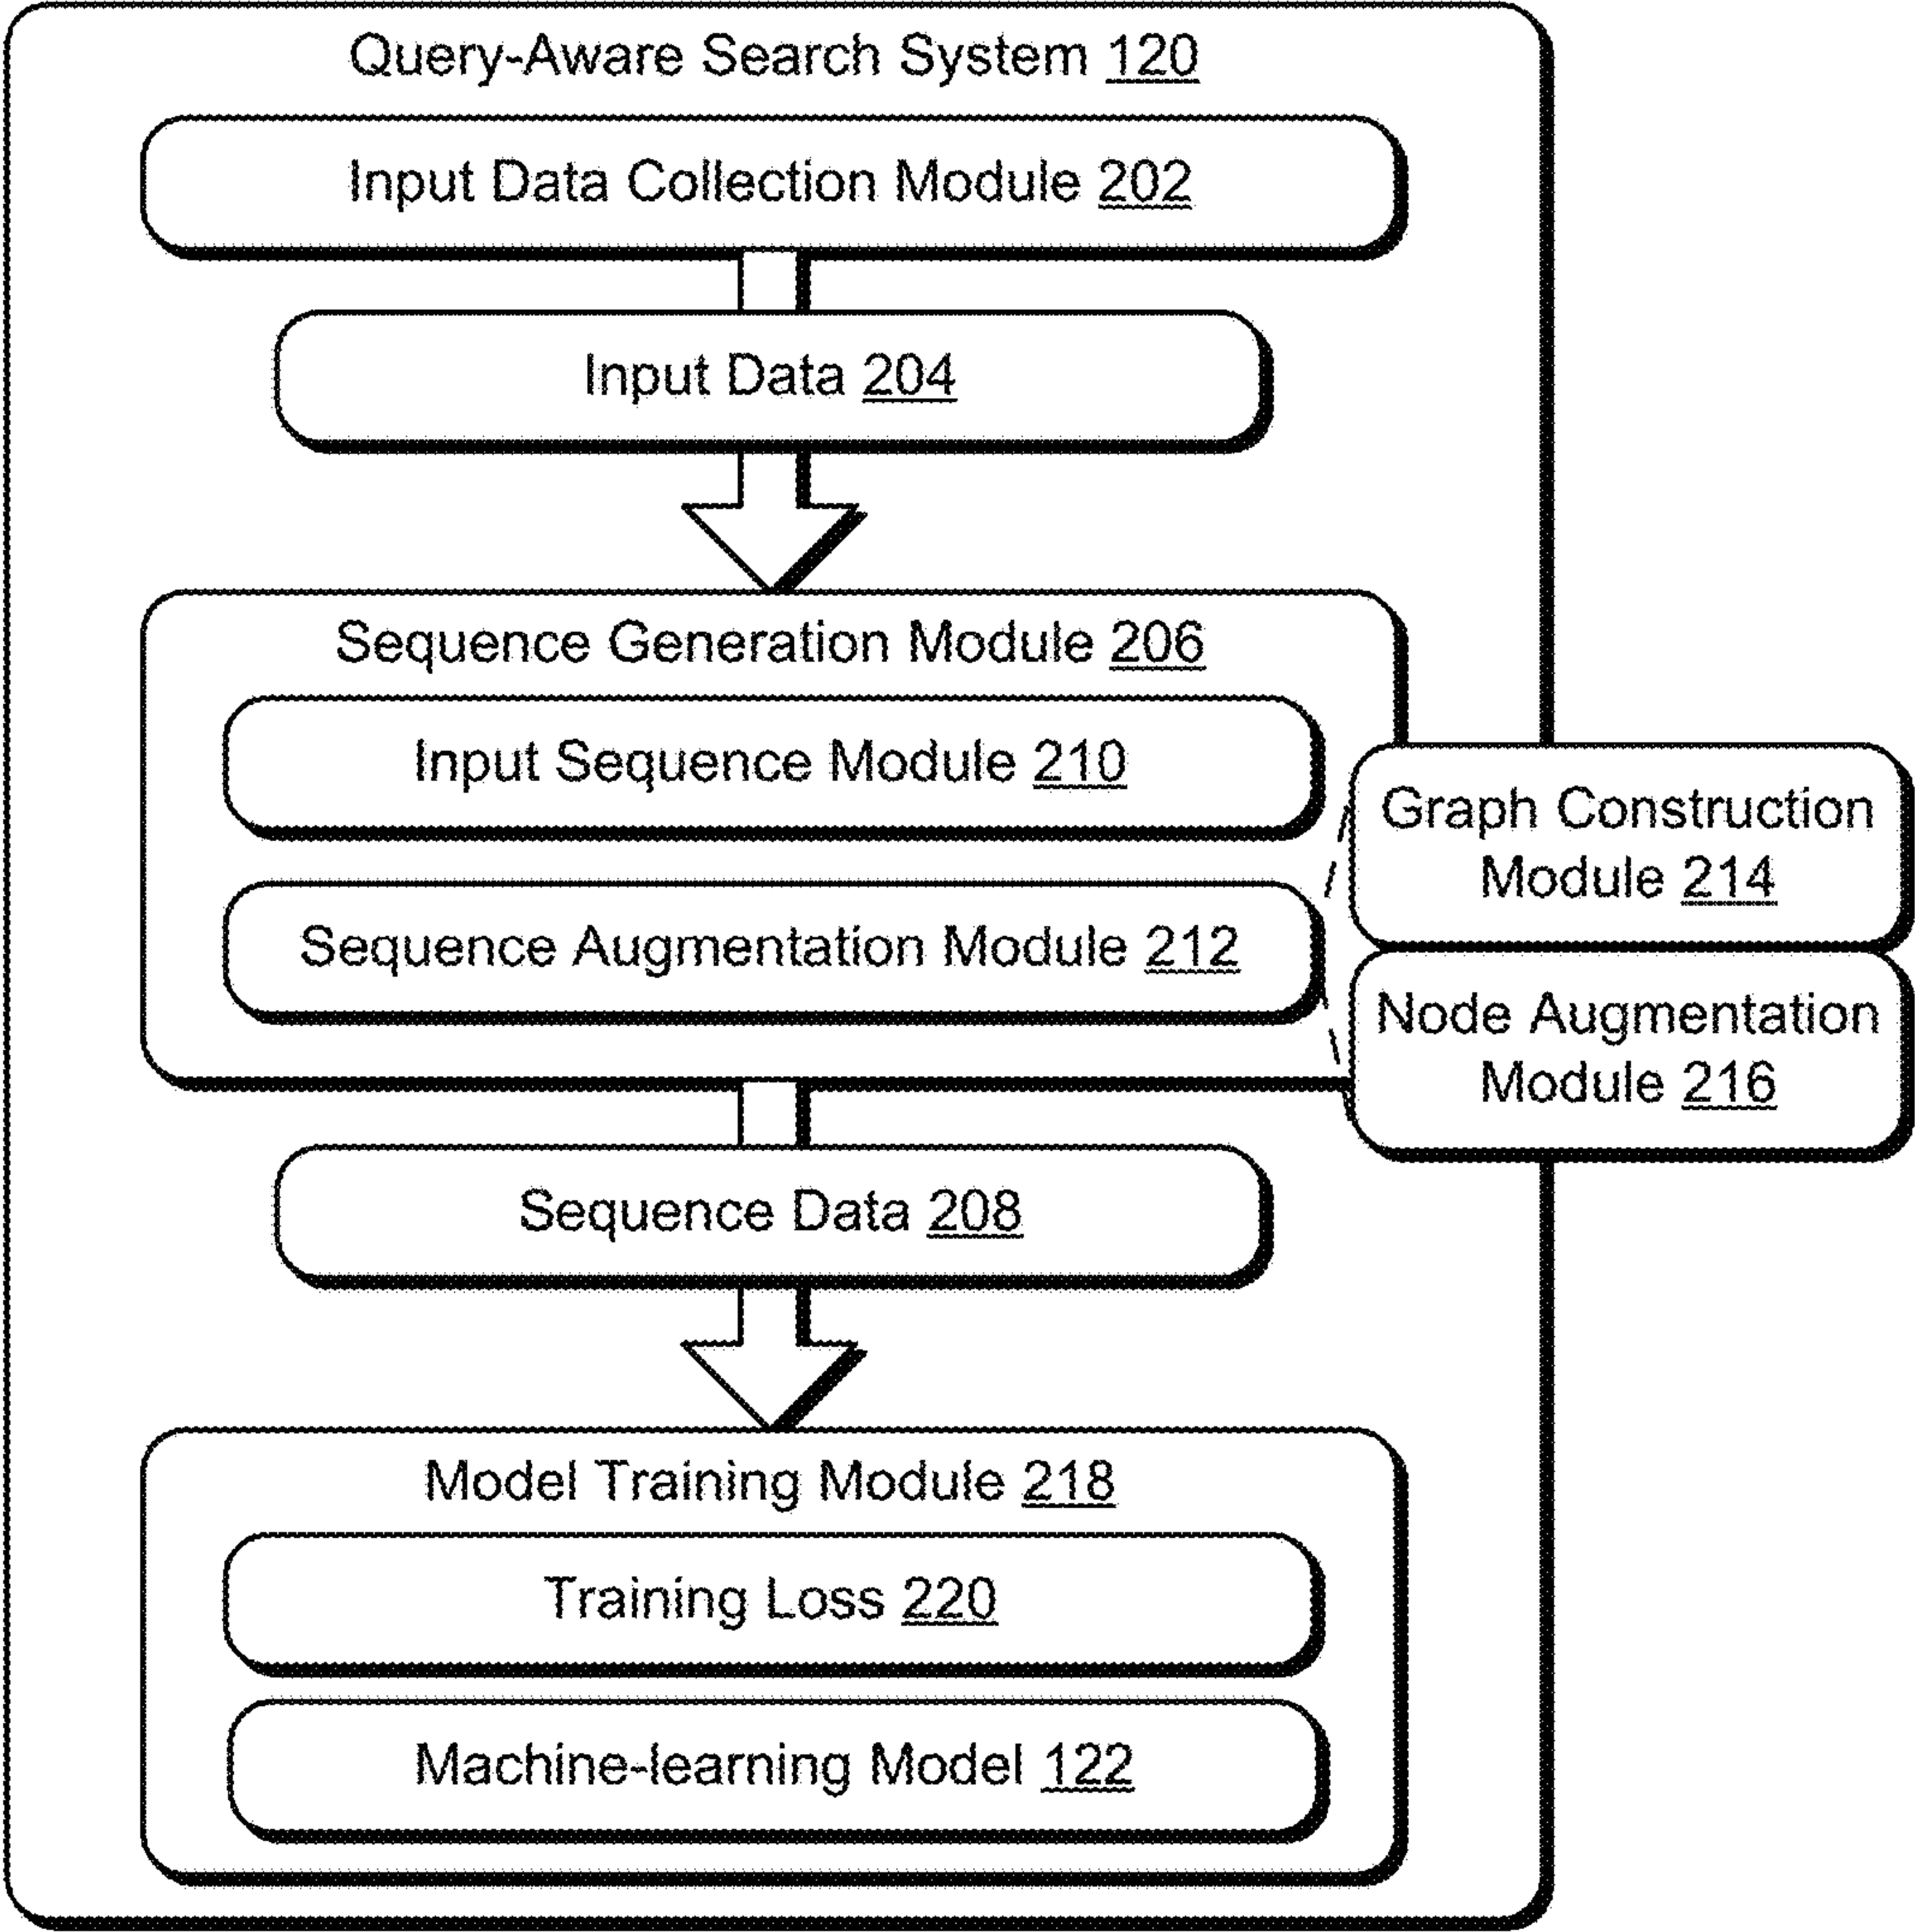 Query-Aware Search System 120
Input Data Collection Module 202
Input Data 204
Sequence Generation Module 206
Input Sequence Module 210
Sequence Augmentation Module 212
Graph Construction
Module 214
Node Augmentation
Module 216
Sequence Data 208
Model Training Module 218
Training Loss 220
Machine-learning Model 122